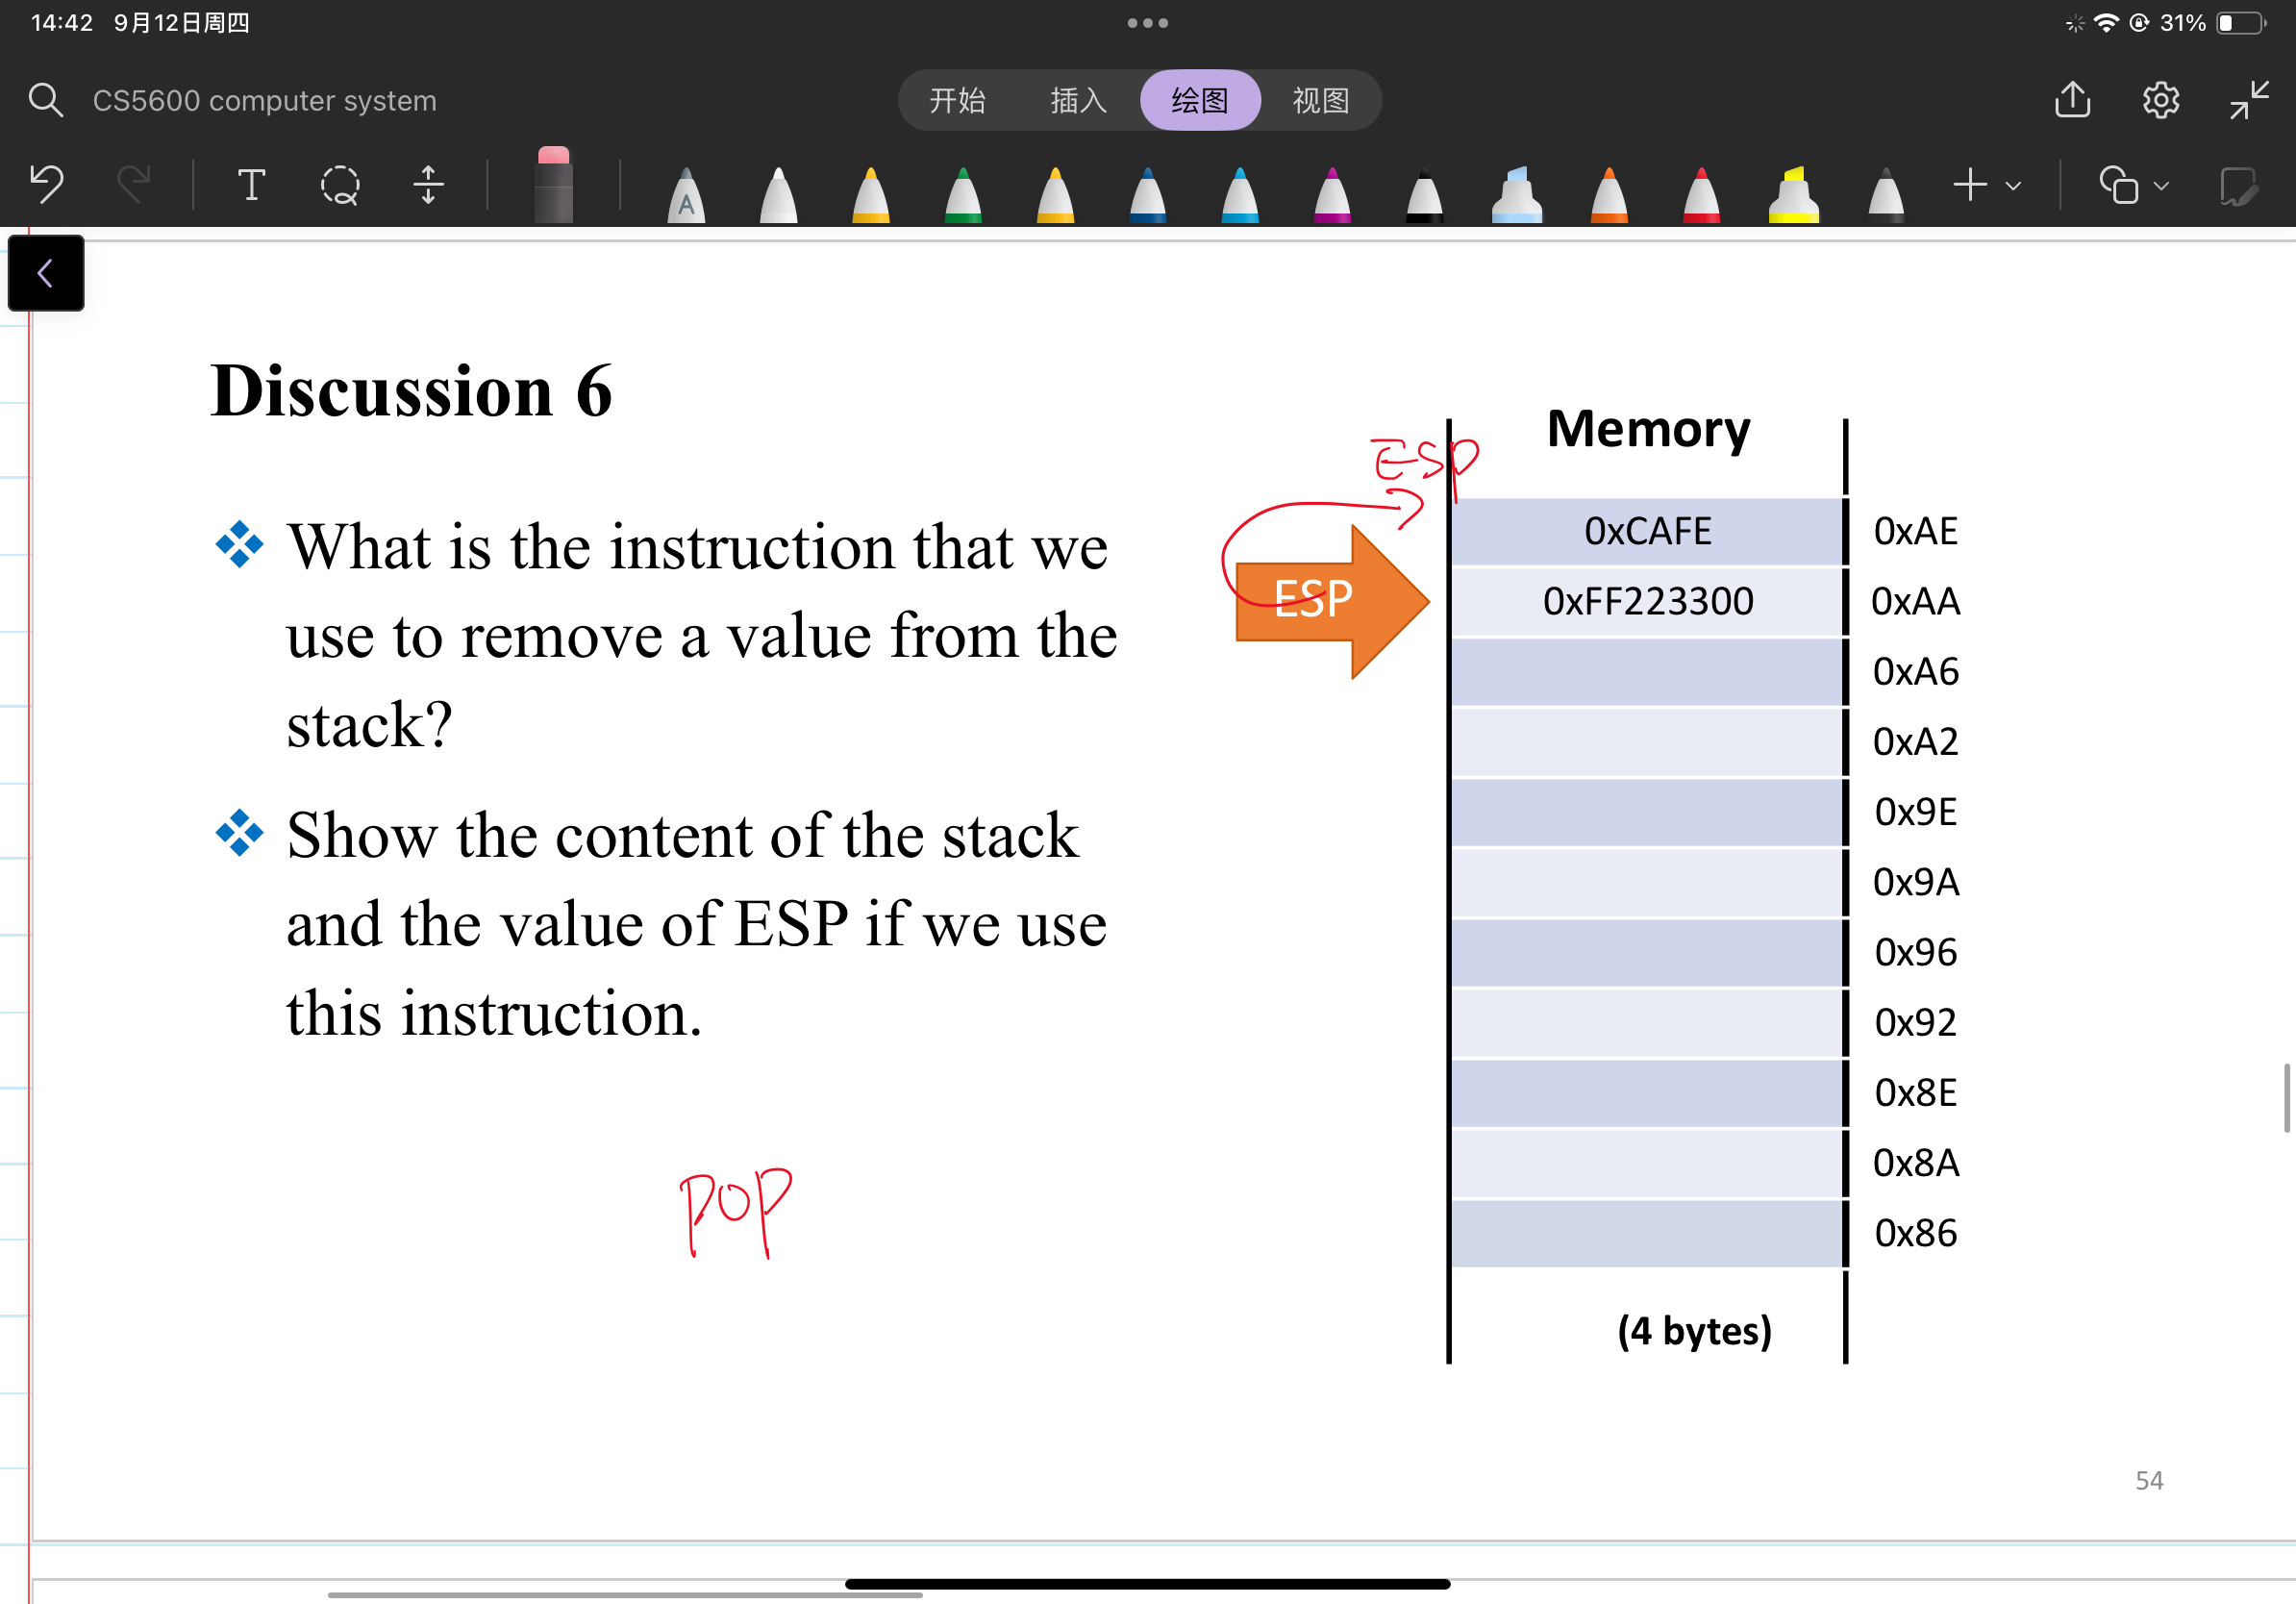 14:42 9月12日周四
31%
CS5600 computer system
开始 插入 绘图 视图
T
A
Discussion 6
What is the instruction that we
use to remove a value from the
stack?
Show the content of the stack
and the value of ESP if we use
this instruction.
POP
Memory
ESP
ESP
0xCAFE 0xAE
0xFF223300 0xAA
0xA6
0xA2
0x9E
0x9A
0x96
0x92
0x8E
0x8A
0x86
(4 bytes)
54